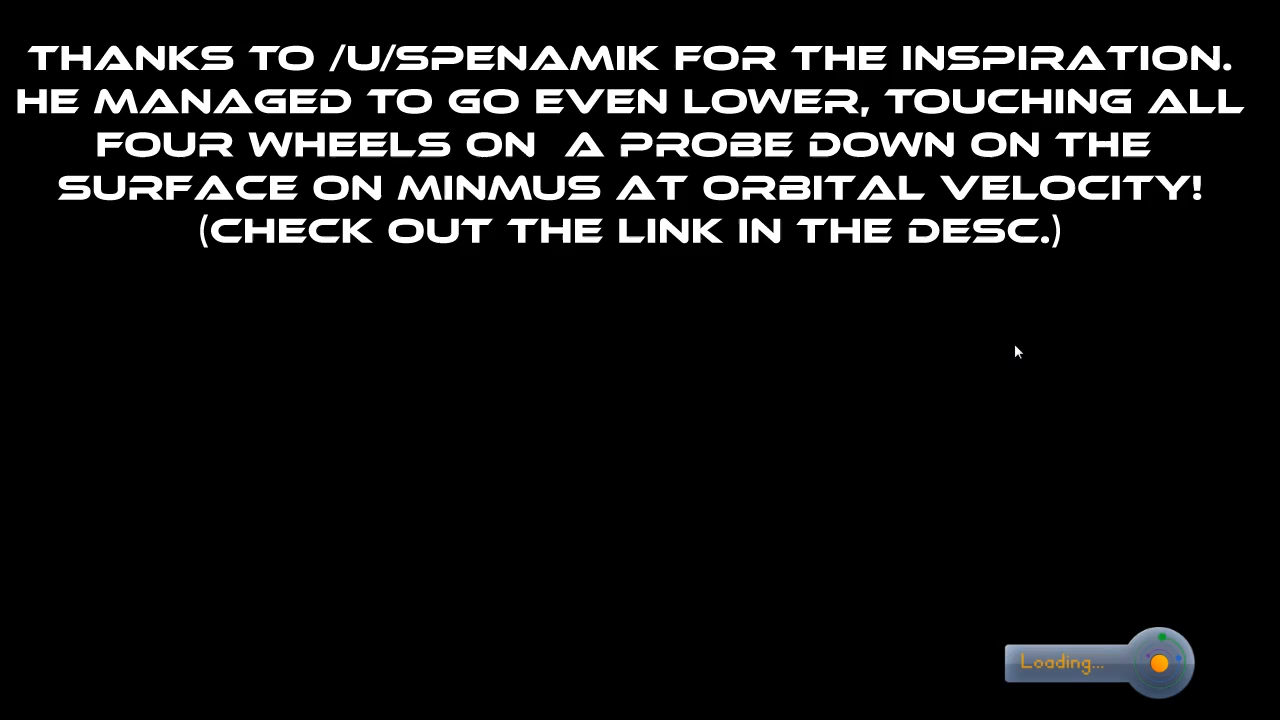 THANKS TO /U/SPENAMIK FOR THE INSPIRATION.
HE MANAGED TO GO EVEN LOWER, TOUCHING ALL
FOUR WHEELS ON  A PROBE DOWN ON THE
SURFACE ON MINMUS AT ORBITAL VELOCITY!
(CHECK OUT THE LINK IN THE DESC.)
Loading...